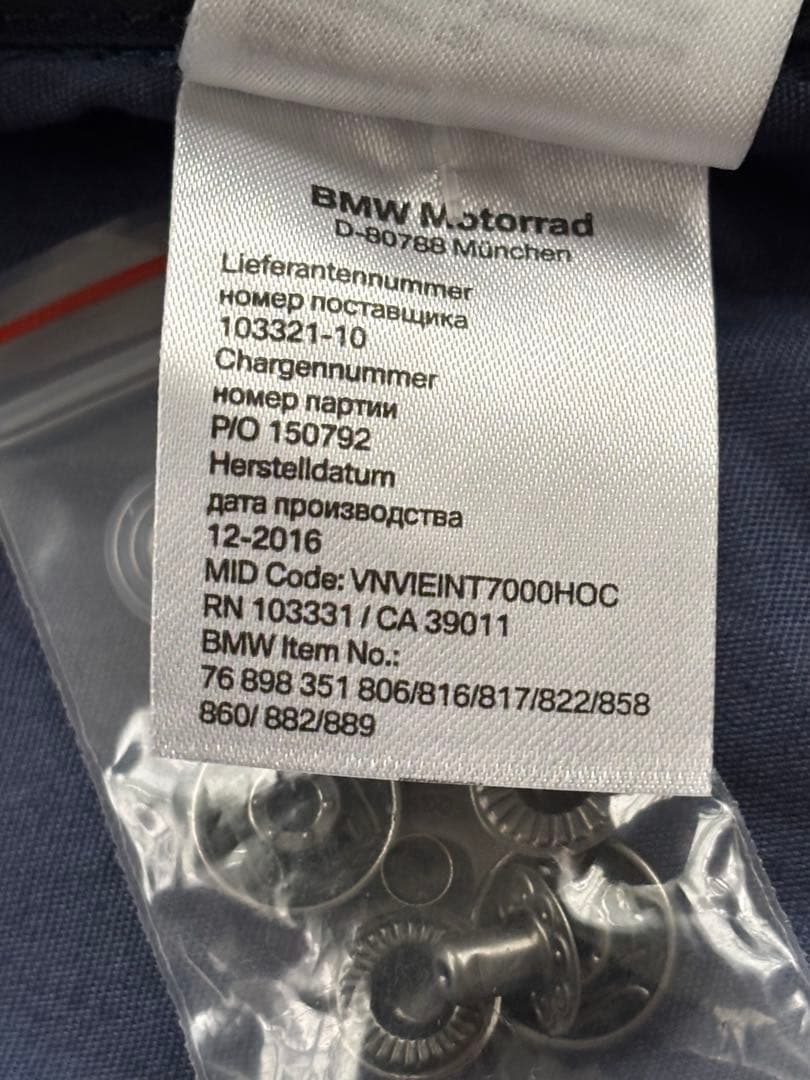 BMW Motorrad
D-80788 München
Lieferantennummer
номер поставщика
103321-10
Chargennummer
номер партии
P/O 150792
Herstelldatum
дата производства
12-2016
MID Code: VNVIEINT7000HOC
RN 103331 / CA 39011
BMW Item No.:
76 898 351 806/816/817/822/858
860/ 882/889